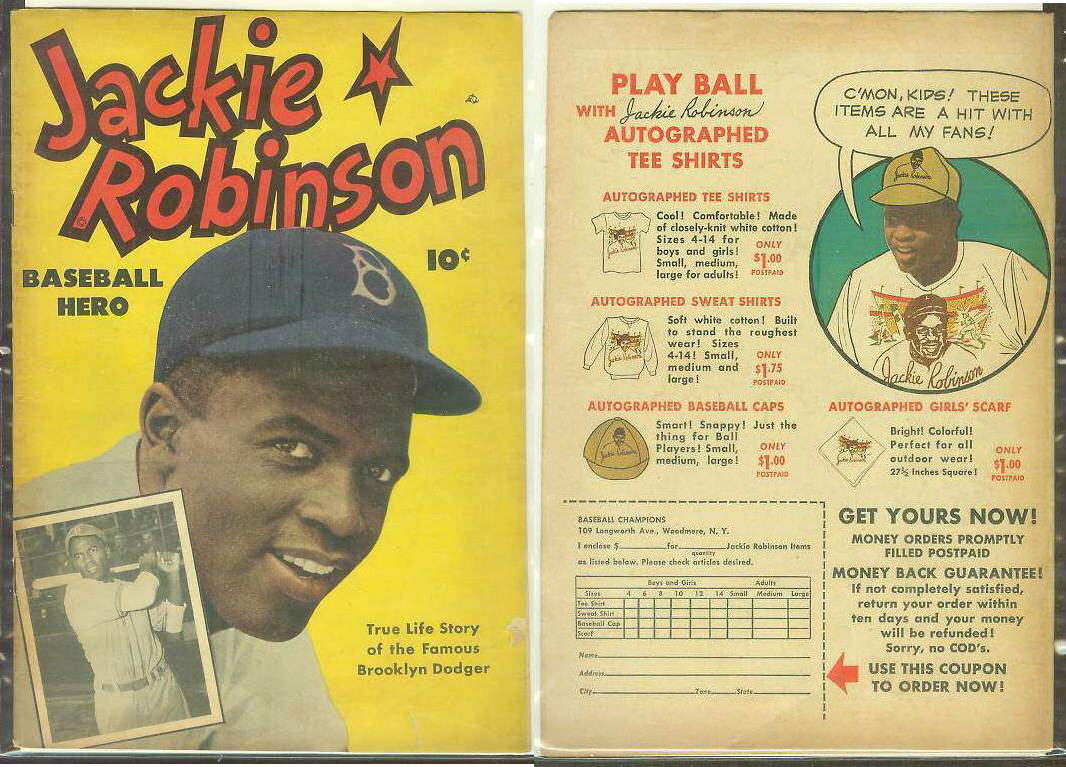 Jackie
Robinson
©
BASEBALL
HERO
10¢
B
True Life Story
of the Famous
Brooklyn Dodger
PLAY BALL
WITH Jackie Robinson
AUTOGRAPHED
TEE SHIRTS
C'MON, KIDS! THESE
ITEMS ARE A HIT WITH
ALL MY FANS!
Jackie Robinson
Jackie Robinson
AUTOGRAPHED TEE SHIRTS
Cool! Comfortable! Made
of closely-knit white cotton!
Sizes 4-14 for
boys and girls!
Small, medium,
large for adults!
ONLY
$1.00
POSTPAID
AUTOGRAPHED SWEAT SHIRTS
Soft white cotton! Built
to stand the roughest
wear! Sizes
4-14! Small,
medium and
large!
ONLY
$1.75
POSTPAID
AUTOGRAPHED BASEBALL CAPS
Smart! Snappy! Just the
thing for Ball
Players! Small,
medium, large!
ONLY
$1.00
POSTPAID
AUTOGRAPHED GIRLS' SCARF
Bright! Colorful!
Perfect for all
outdoor wear!
27½ Inches Square!
ONLY
$1.00
POSTPAID
BASEBALL CHAMPIONS
109 Longworth Ave., Woodmere, N. Y.
I enclose $ for Jackie Robinson Items
quantity
as listed below. Please check articles desired.
Boys and Girls Adults
Sizes 4 6 8 10 12 14 Small Medium Large
Tee Shirt
Sweat Shirt
Baseball Cap
Scarf
Name
Address
City Zone State
GET YOURS NOW!
MONEY ORDERS PROMPTLY
FILLED POSTPAID
MONEY BACK GUARANTEE!
If not completely satisfied,
return your order within
ten days and your money
will be refunded!
Sorry, no COD's.
USE THIS COUPON
TO ORDER NOW!